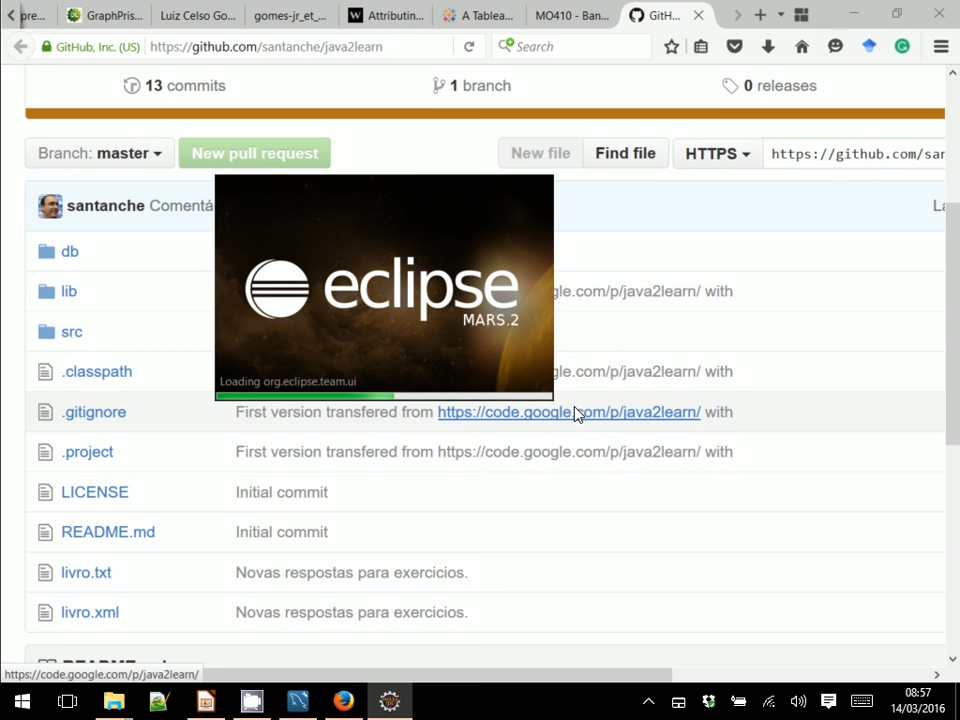 pre...
GraphPris...
Luiz Celso Go...
gomes-jr_et_...
Attributin...
A Tablea...
MO410 - Ban...
GitH...
GitHub, Inc. (US)
https://github.com/santanche/java2learn
Search
13 commits
1 branch
0 releases
Branch: master
New pull request
New file
Find file
HTTPS
https://github.com/san
santanche Comentá
La
db
lib
gle.com/p/java2learn/ with
src
.classpath
gle.com/p/java2learn/ with
eclipse
MARS.2
Loading org.eclipse.team.ui
.gitignore
First version transfered from https://code.google.com/p/java2learn/ with
.project
First version transfered from https://code.google.com/p/java2learn/ with
LICENSE
Initial commit
README.md
Initial commit
livro.txt
Novas respostas para exercicios.
livro.xml
Novas respostas para exercicios.
https://code.google.com/p/java2learn/
08:57
14/03/2016